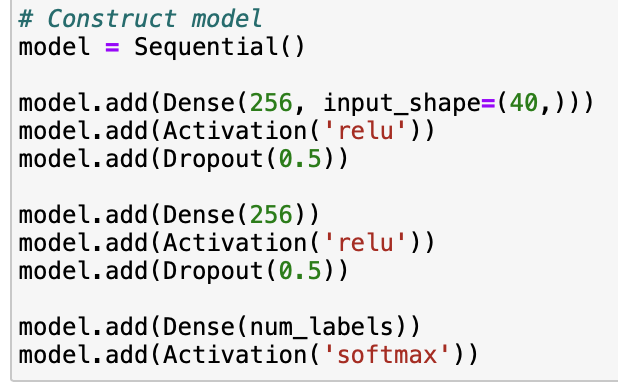 # Construct model
model = Sequential()
model.add(Dense(256, input_shape=(40,)))
model.add(Activation('relu'))
model.add(Dropout(0.5))
model.add(Dense(256))
model.add(Activation('relu'))
model.add(Dropout(0.5))
model.add(Dense(num_labels))
model.add(Activation('softmax'))